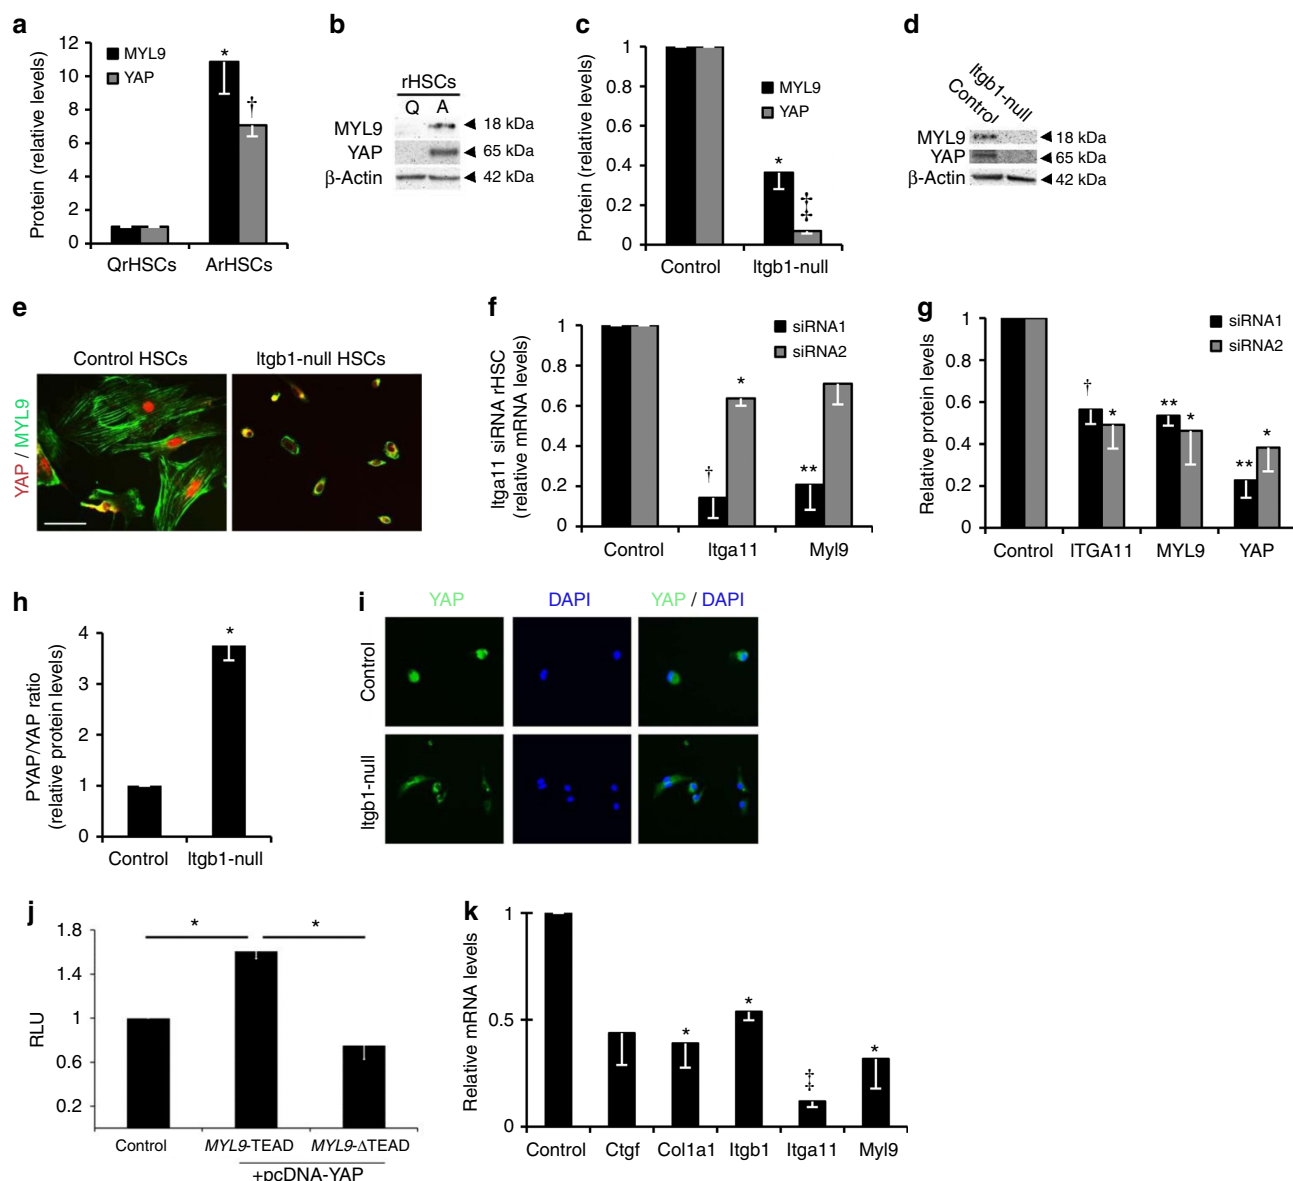 a
Protein (relative levels)
12
10
8
6
4
2
0
MYL9
YAP
*
†
QrHSCs
ArHSCs
b
rHSCs
Q A
MYL9
18 kDa
YAP
65 kDa
β-Actin
42 kDa
c
Protein (relative levels)
1
0.8
0.6
0.4
0.2
0
MYL9
YAP
*
‡
Control
Itgb1-null
d
Control
Itgb1-null
MYL9
18 kDa
YAP
65 kDa
β-Actin
42 kDa
e
Control HSCs
Itgb1-null HSCs
YAP / MYL9
f
Itga11 siRNA rHSC
(relative mRNA levels)
1
0.8
0.6
0.4
0.2
0
siRNA1
siRNA2
†
*
**
Control
Itga11
Myl9
g
Relative protein levels
1
0.8
0.6
0.4
0.2
0
siRNA1
siRNA2
†
*
**
*
**
*
Control
ITGA11
MYL9
YAP
h
PYAP/YAP ratio
(relative protein levels)
4
3
2
1
0
*
Control
Itgb1-null
i
YAP
DAPI
YAP / DAPI
Control
Itgb1-null
j
RLU
1.8
1.4
1
0.6
0.2
*
*
Control
MYL9-TEAD
MYL9-ΔTEAD
+pcDNA-YAP
k
Relative mRNA levels
1
0.5
0
*
*
‡
*
Control
Ctgf
Col1a1
Itgb1
Itga11
Myl9